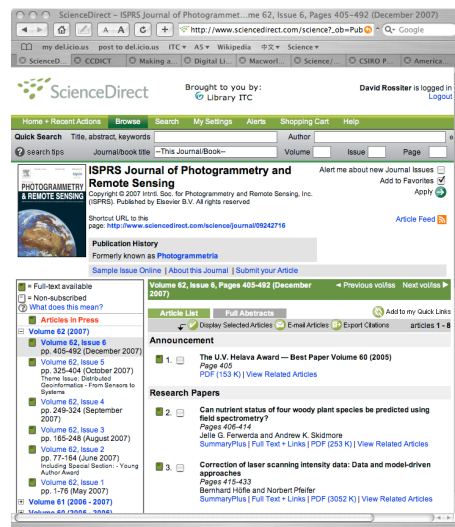 ScienceDirect - ISPRS Journal of Photogrammet...me 62, Issue 6, Pages 405-492 (December 2007)
http://www.sciencedirect.com/science?_ob=Pub
Google
my del.icio.us post to del.icio.us ITC AS Wikipedia 中文 Science
ScienceD... CCDICT Making a... Digital Li... Macworl... Science/... CSIRO P... America...
ScienceDirect
Brought to you by:
Library ITC
David Rossiter is logged in
Logout
Home + Recent Actions Browse Search My Settings Alerts Shopping Cart Help
Quick Search Title, abstract, keywords Author e
search tips Journal/book title --This Journal/Book-- Volume Issue Page
PHOTOGRAMMETRY
& REMOTE SENSING
ISPRS Journal of Photogrammetry and
Remote Sensing
Copyright © 2007 Intrtl. Soc. for Photogrammetry and Remote Sensing, Inc.
(ISPRS). Published by Elsevier B.V. All rights reserved
Shortcut URL to this
page: http://www.sciencedirect.com/science/journal/09242716
Alert me about new Journal Issues
Add to Favorites
Apply
Article Feed
Publication History
Formerly known as Photogrammetria
Sample Issue Online | About this Journal | Submit your Article
= Full-text available
= Non-subscribed
What does this mean?
Articles in Press
Volume 62 (2007)
Volume 62, Issue 6
pp. 405-492 (December 2007)
Volume 62, Issue 5
pp. 325-404 (October 2007)
Theme Issue: Distributed
Geoinformatics - From Sensors to
Systems
Volume 62, Issue 4
pp. 249-324 (September
2007)
Volume 62, Issue 3
pp. 165-248 (August 2007)
Volume 62, Issue 2
pp. 77-164 (June 2007)
Including Special Section: - Young
Author Award
Volume 62, Issue 1
pp. 1-76 (May 2007)
Volume 61 (2006 - 2007)
Volume 60 (2005 - 2006)
Volume 62, Issue 6, Pages 405-492 (December
2007)
Previous vol/iss Next vol/iss
Article List Full Abstracts
Add to my Quick Links
Display Selected Articles E-mail Articles Export Citations articles 1 - 8
Announcement
1. The U.V. Helava Award — Best Paper Volume 60 (2005)
Page 405
PDF (153 K) | View Related Articles
Research Papers
2. Can nutrient status of four woody plant species be predicted using
field spectrometry?
Pages 406-414
Jelle G. Ferwerda and Andrew K. Skidmore
SummaryPlus | Full Text + Links | PDF (253 K) | View Related Articles
3. Correction of laser scanning intensity data: Data and model-driven
approaches
Pages 415-433
Bernhard Höfle and Norbert Pfeifer
SummaryPlus | Full Text + Links | PDF (3052 K) | View Related Articles